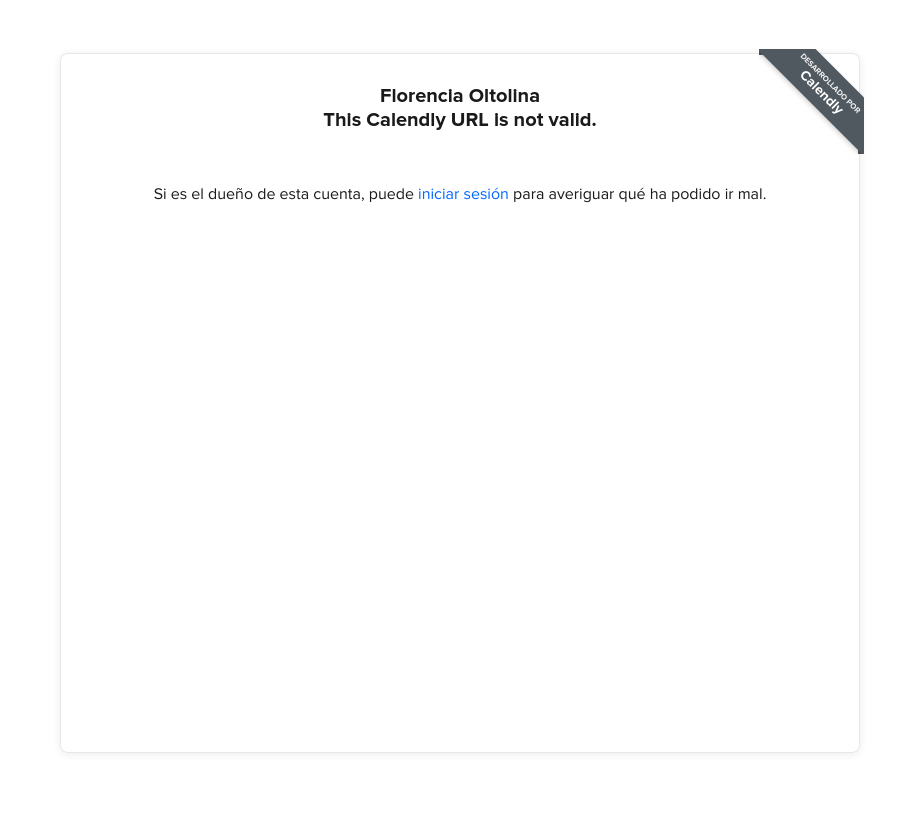 Florencia Oltolina
This Calendly URL is not valid.
DESARROLLADO POR
Calendly
Si es el dueño de esta cuenta, puede iniciar sesión para averiguar qué ha podido ir mal.